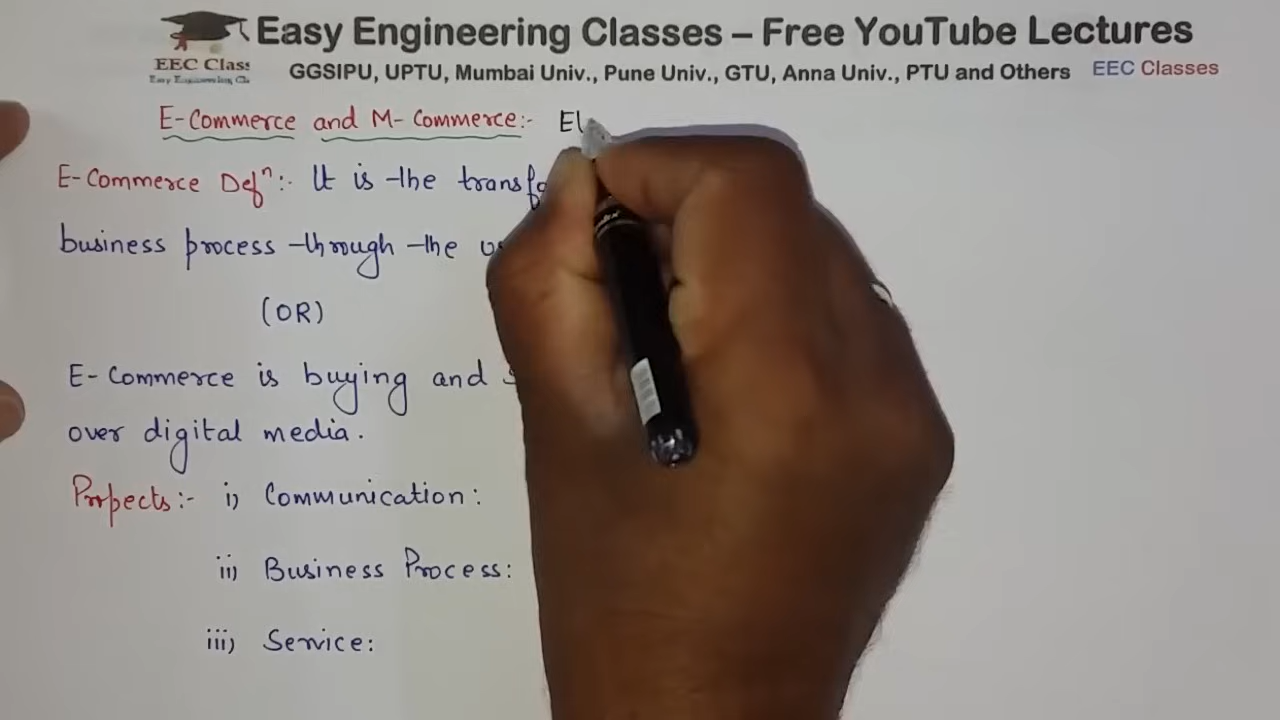 Easy Engineering Classes – Free YouTube Lectures
EEC Class
GGSIPU, UPTU, Mumbai Univ., Pune Univ., GTU, Anna Univ., PTU and Others EEC Classes
E-Commerce and M-Commerce:- El
E-Commerce Defⁿ:- It is the
business process through the
(OR)
E-Commerce is buying and
over digital media.
Prrpects:- i) Communication:
ii) Business Process:
iii) Service: